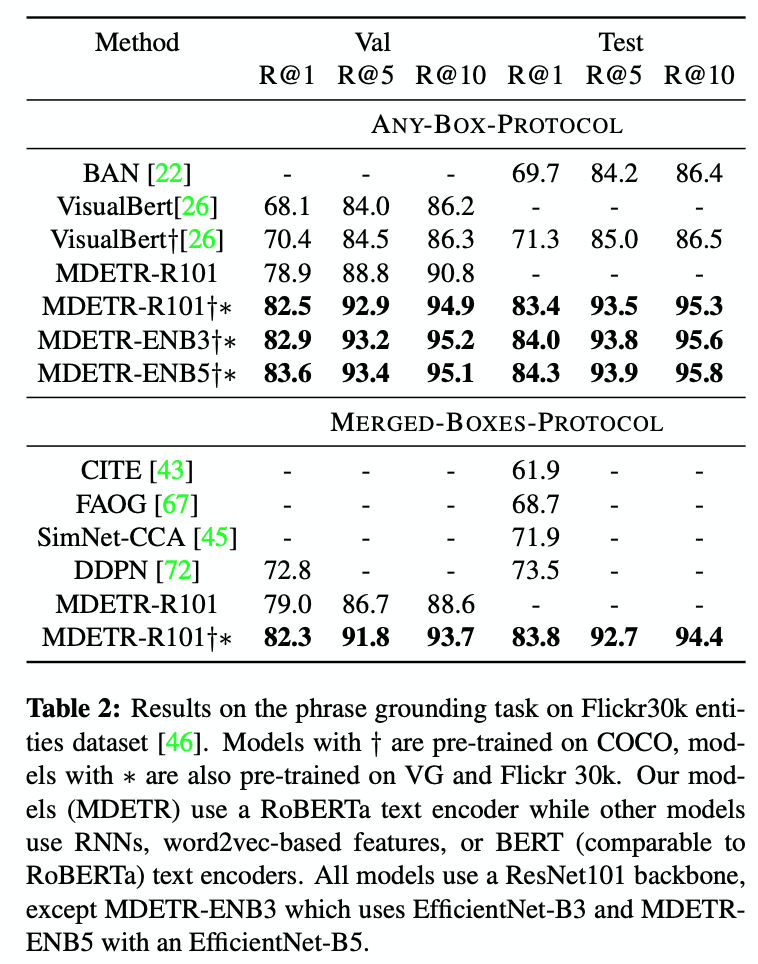 Method Val Test
R@1 R@5 R@10 R@1 R@5 R@10
ANY-BOX-PROTOCOL
BAN [22] - - - 69.7 84.2 86.4
VisualBert[26] 68.1 84.0 86.2 - - -
VisualBert†[26] 70.4 84.5 86.3 71.3 85.0 86.5
MDETR-R101 78.9 88.8 90.8 - - -
MDETR-R101†∗ 82.5 92.9 94.9 83.4 93.5 95.3
MDETR-ENB3†∗ 82.9 93.2 95.2 84.0 93.8 95.6
MDETR-ENB5†∗ 83.6 93.4 95.1 84.3 93.9 95.8
MERGED-BOXES-PROTOCOL
CITE [43] - - - 61.9 - -
FAOG [67] - - - 68.7 - -
SimNet-CCA [45] - - - 71.9 - -
DDPN [72] 72.8 - - 73.5 - -
MDETR-R101 79.0 86.7 88.6 - - -
MDETR-R101†∗ 82.3 91.8 93.7 83.8 92.7 94.4
Table 2: Results on the phrase grounding task on Flickr30k enti-
ties dataset [46]. Models with † are pre-trained on COCO, mod-
els with ∗ are also pre-trained on VG and Flickr 30k. Our mod-
els (MDETR) use a RoBERTa text encoder while other models
use RNNs, word2vec-based features, or BERT (comparable to
RoBERTa) text encoders. All models use a ResNet101 backbone,
except MDETR-ENB3 which uses EfficientNet-B3 and MDETR-
ENB5 with an EfficientNet-B5.